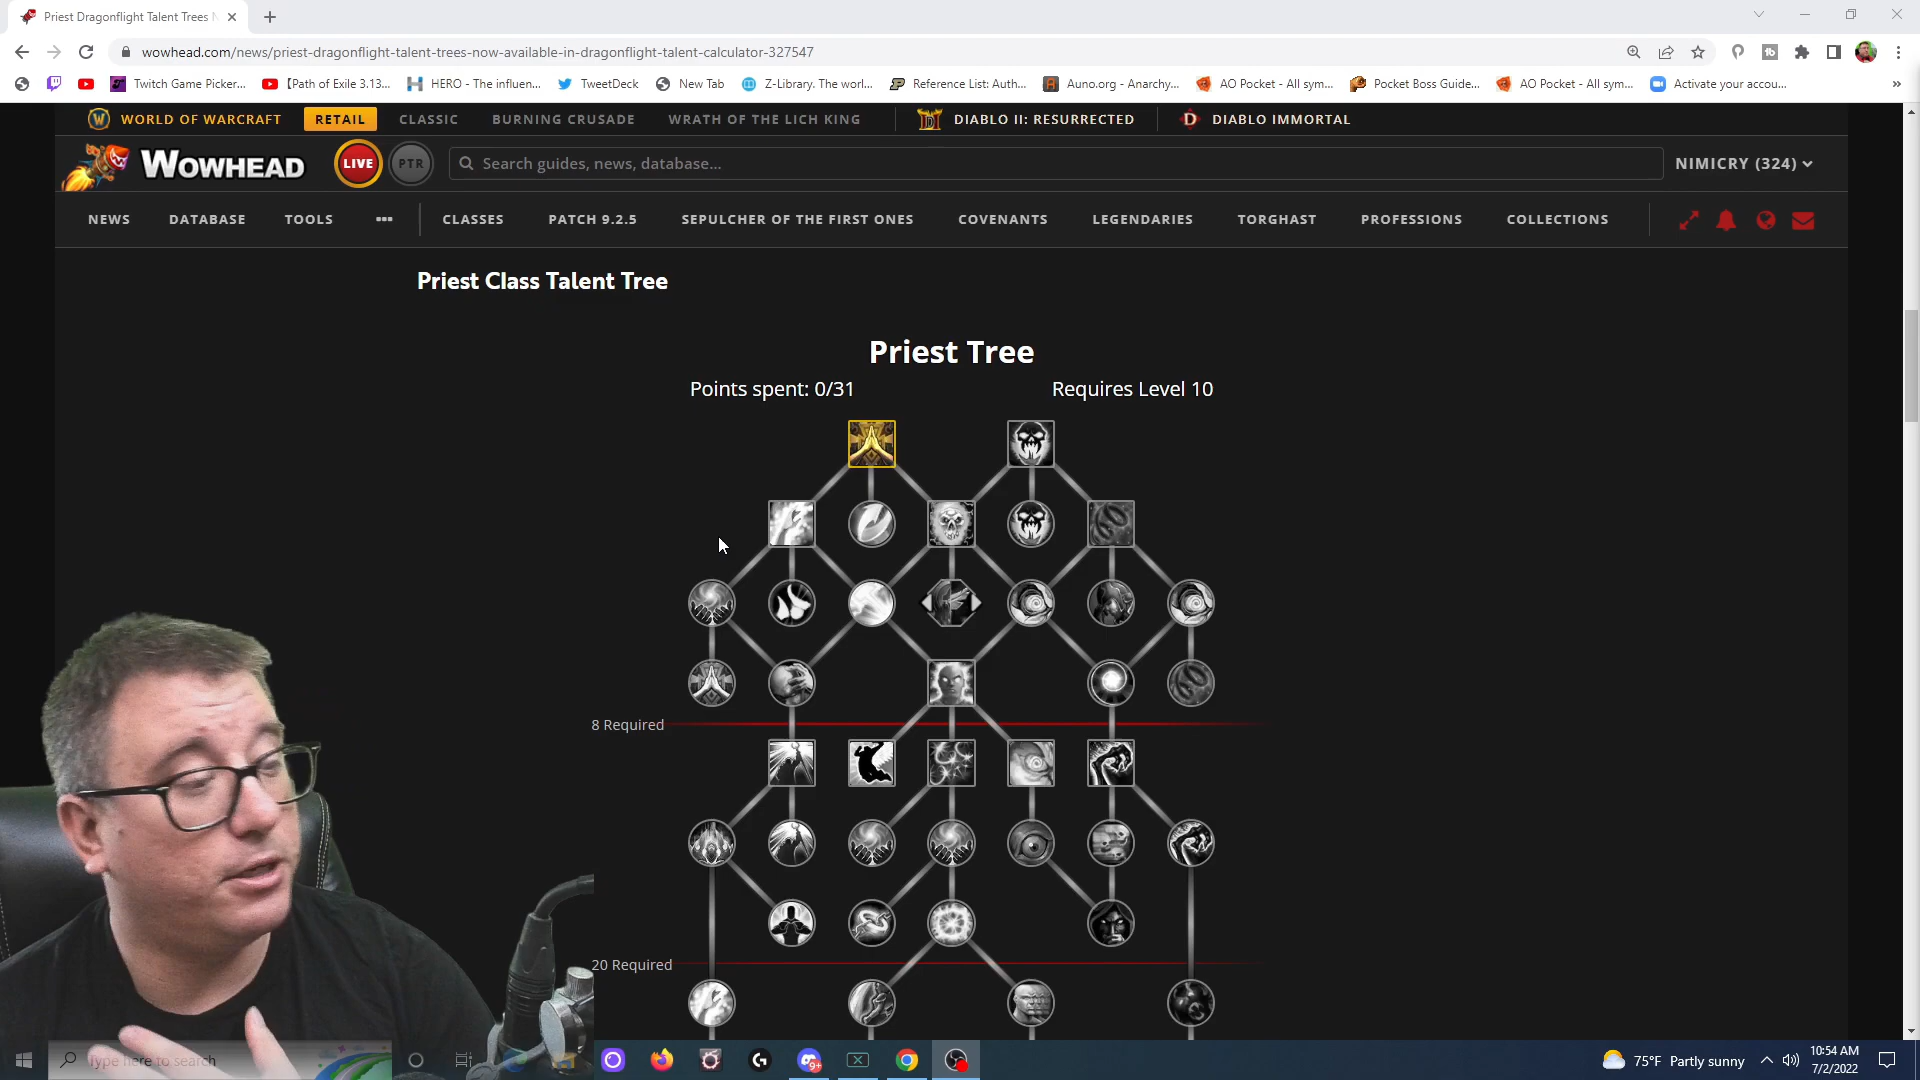 Priest Dragonflight Talent Trees N
wowhead.com/news/priest-dragonflight-talent-trees-now-available-in-dragonflight-talent-calculator-327547
Twitch Game Picker... [Path of Exile 3.13... HERO - The influen... TweetDeck New Tab Z-Library. The worl... Reference List: Auth... Auno.org - Anarchy... AO Pocket - All sym... Pocket Boss Guide... AO Pocket - All sym... Activate your accou... »
WORLD OF WARCRAFT RETAIL CLASSIC BURNING CRUSADE WRATH OF THE LICH KING DIABLO II: RESURRECTED DIABLO IMMORTAL
WOWHEAD LIVE PTR Search guides, news, database... NIMICRY (324)
NEWS DATABASE TOOLS ••• CLASSES PATCH 9.2.5 SEPULCHER OF THE FIRST ONES COVENANTS LEGENDARIES TORGHAST PROFESSIONS COLLECTIONS
Priest Class Talent Tree
Priest Tree
Points spent: 0/31 Requires Level 10
8 Required
20 Required
Type here to search 75°F Partly sunny 10:54 AM
7/2/2022